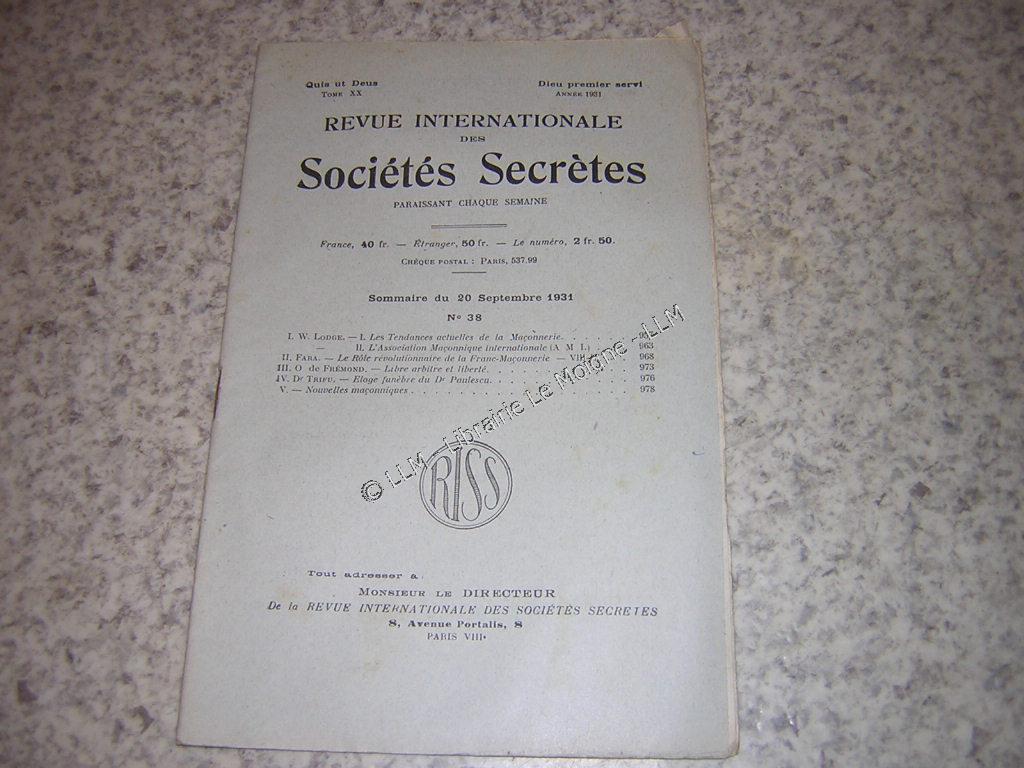 Quis ut Deus
Dieu premier servi
Tome XX
Année 1931
REVUE INTERNATIONALE
DES
Sociétés Secrètes
PARAISSANT CHAQUE SEMAINE
France, 40 fr. — Étranger, 50 fr. — Le numéro, 2 fr. 50.
Chèque postal : Paris, 537.99
Sommaire du 20 Septembre 1931
N° 38
I. W. Lodge. — I. Les Tendances actuelles de la Maçonnerie.
— II. L'Association Maçonnique internationale (A M I.) 963
II. Fara. — Le Rôle révolutionnaire de la Franc-Maçonnerie — 968
III. O de Frémond. — Libre arbitre et liberté. 973
IV. Dr Trifu. — Eloge funèbre du Dr Paulescu. 976
V. — Nouvelles maçonniques. 978
© LLM - Librairie Le Moigne - LLM
RISS
Tout adresser à
Monsieur le DIRECTEUR
De la REVUE INTERNATIONALE DES SOCIÉTÉS SECRETES
8, Avenue Portalis, 8
PARIS VIIIe